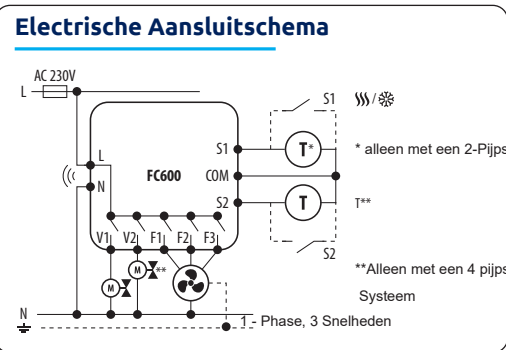 Electrische Aansluitschema
AC 230V
L
S1
* alleen met een 2-Pijps
L
N
FC600
S1
COM
S2
T*
T
T**
V1 V2 F1 F2 F3
S2
M
M
**
**Alleen met een 4 pijps
Systeem
N
1 - Phase, 3 Snelheden